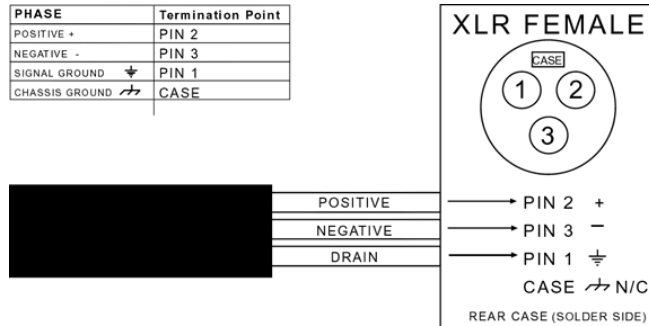 PHASE Termination Point
POSITIVE + PIN 2
NEGATIVE - PIN 3
SIGNAL GROUND ⏚ PIN 1
CHASSIS GROUND CASE
XLR FEMALE
CASE
1 2
3
POSITIVE PIN 2 +
NEGATIVE PIN 3 −
DRAIN PIN 1 ⏚
CASE N/C
REAR CASE (SOLDER SIDE)